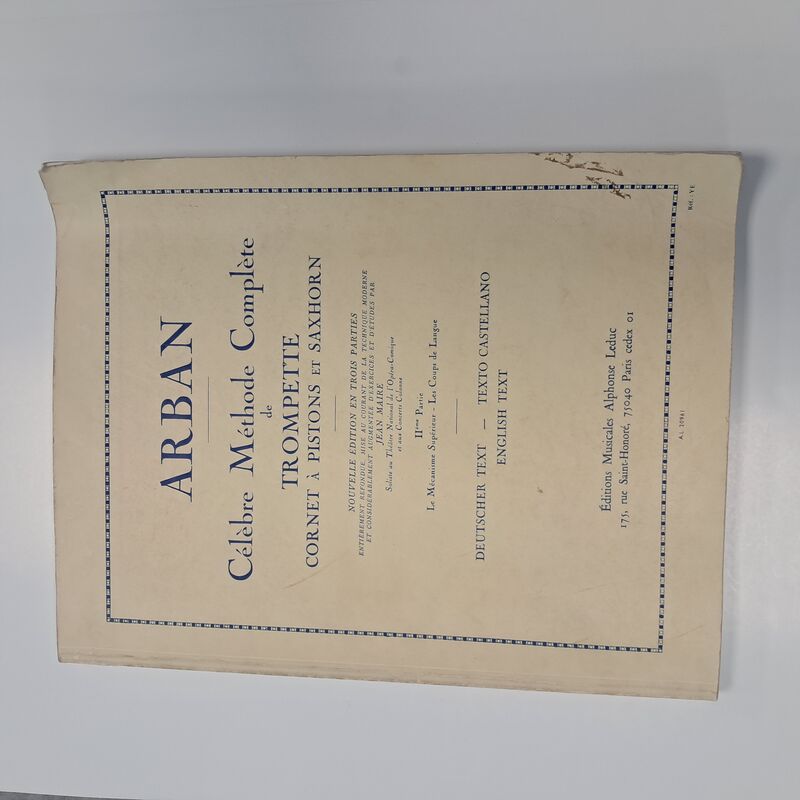 ARBAN
Célèbre Méthode Complète
de
TROMPETTE
CORNET à PISTONS et SAXHORN
NOUVELLE ÉDITION EN TROIS PARTIES
ENTIÈREMENT REFONDUE, MISE AU COURANT DE LA TECHNIQUE MODERNE
ET CONSIDÉRABLEMENT AUGMENTÉE D'EXERCICES ET D'ÉTUDES PAR
JEAN MAIRE
Soliste au Théâtre National de l'Opéra-Comique
et aux Concerts Colonne
IIème Partie
Le Mécanisme Supérieur - Les Coups de Langue
DEUTSCHER TEXT — TEXTO CASTELLANO
ENGLISH TEXT
Éditions Musicales Alphonse Leduc
175, rue Saint-Honoré, 75040 Paris cedex 01
A.L. 20941
Réf.: YE